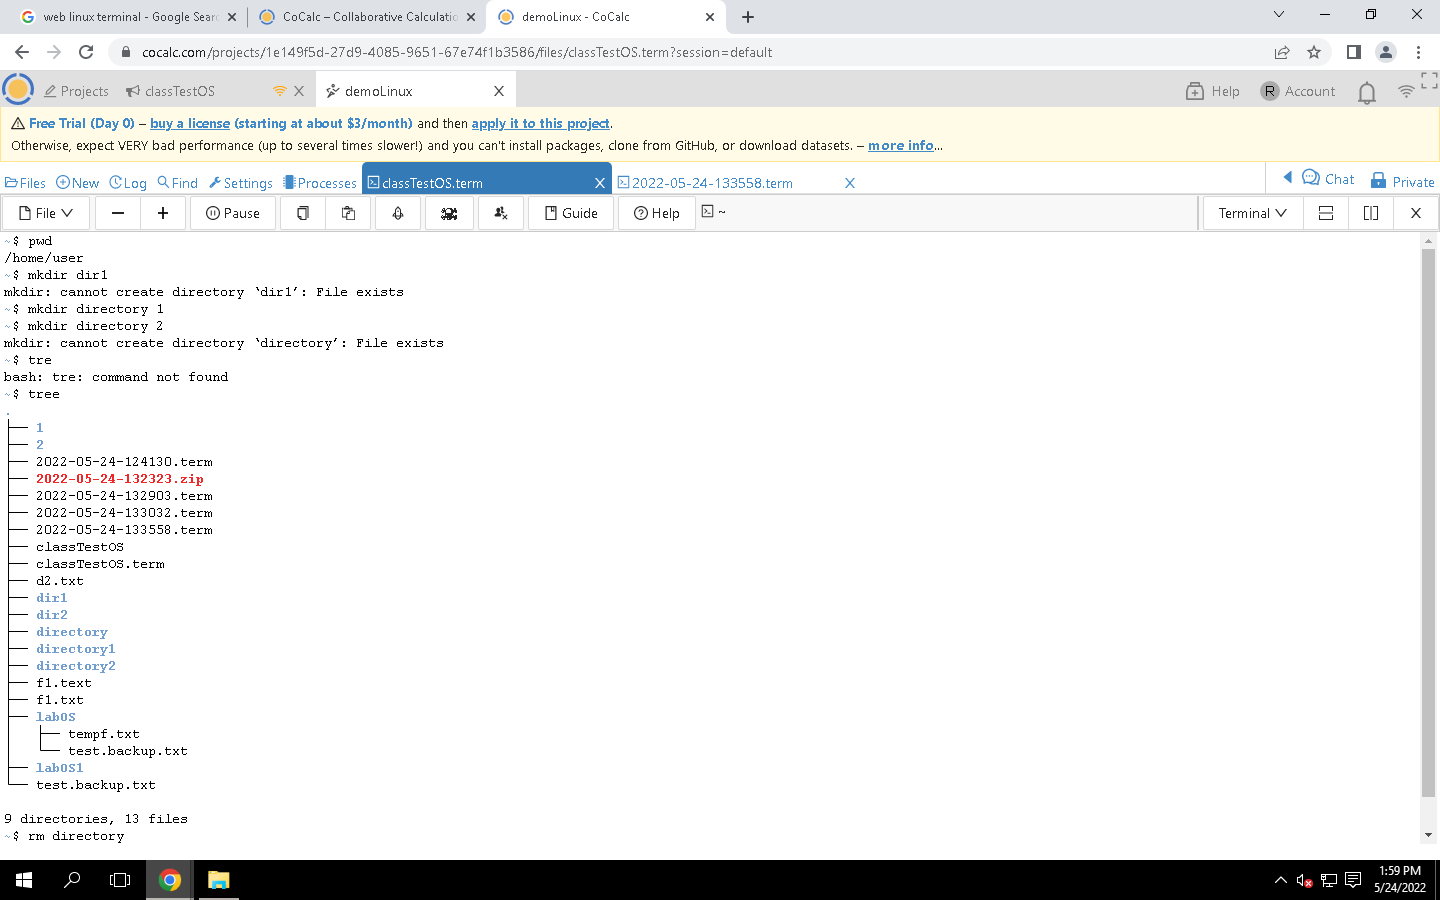 web linux terminal - Google Sear
CoCalc – Collaborative Calculatio
demoLinux - CoCalc
cocalc.com/projects/1e149f5d-27d9-4085-9651-67e74f1b3586/files/classTestOS.term?session=default
Projects
classTestOS
demoLinux
Help
R Account
Free Trial (Day 0) – buy a license (starting at about $3/month) and then apply it to this project.
Otherwise, expect VERY bad performance (up to several times slower!) and you can't install packages, clone from GitHub, or download datasets. – more info...
Files New Log Find Settings Processes classTestOS.term 2022-05-24-133558.term Chat Private
File Pause Guide Help ~ Terminal
~$ pwd
/home/user
~$ mkdir dir1
mkdir: cannot create directory ‘dir1’: File exists
~$ mkdir directory 1
~$ mkdir directory 2
mkdir: cannot create directory ‘directory’: File exists
~$ tre
bash: tre: command not found
~$ tree
.
├── 1
├── 2
├── 2022-05-24-124130.term
├── 2022-05-24-132323.zip
├── 2022-05-24-132903.term
├── 2022-05-24-133032.term
├── 2022-05-24-133558.term
├── classTestOS
├── classTestOS.term
├── d2.txt
├── dir1
├── dir2
├── directory
├── directory1
├── directory2
├── f1.text
├── f1.txt
├── labOS
│   ├── tempf.txt
│   └── test.backup.txt
├── labOS1
└── test.backup.txt
9 directories, 13 files
~$ rm directory
1:59 PM
5/24/2022